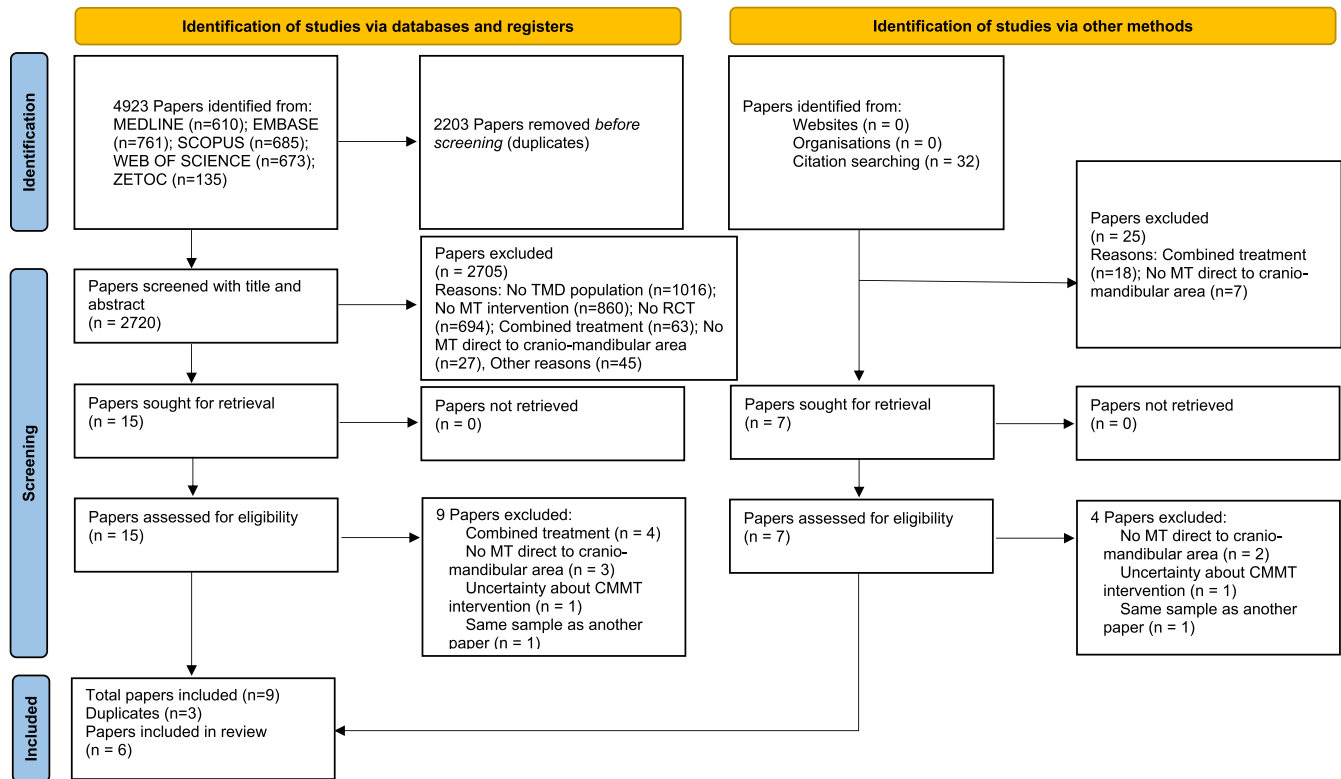 Identification of studies via databases and registers
Identification of studies via other methods
Identification
4923 Papers identified from:
MEDLINE (n=610); EMBASE
(n=761); SCOPUS (n=685);
WEB OF SCIENCE (n=673);
ZETOC (n=135)
2203 Papers removed before
screening (duplicates)
Papers identified from:
Websites (n = 0)
Organisations (n = 0)
Citation searching (n = 32)
Papers excluded
(n = 25)
Reasons: Combined treatment
(n=18); No MT direct to cranio-
mandibular area (n=7)
Screening
Papers screened with title and
abstract
(n = 2720)
Papers excluded
(n = 2705)
Reasons: No TMD population (n=1016);
No MT intervention (n=860); No RCT
(n=694); Combined treatment (n=63); No
MT direct to cranio-mandibular area
(n=27), Other reasons (n=45)
Papers sought for retrieval
(n = 15)
Papers not retrieved
(n = 0)
Papers sought for retrieval
(n = 7)
Papers not retrieved
(n = 0)
Papers assessed for eligibility
(n = 15)
9 Papers excluded:
Combined treatment (n = 4)
No MT direct to cranio-
mandibular area (n = 3)
Uncertainty about CMMT
intervention (n = 1)
Same sample as another
paper (n = 1)
Papers assessed for eligibility
(n = 7)
4 Papers excluded:
No MT direct to cranio-
mandibular area (n = 2)
Uncertainty about CMMT
intervention (n = 1)
Same sample as another
paper (n = 1)
Included
Total papers included (n=9)
Duplicates (n=3)
Papers included in review
(n = 6)